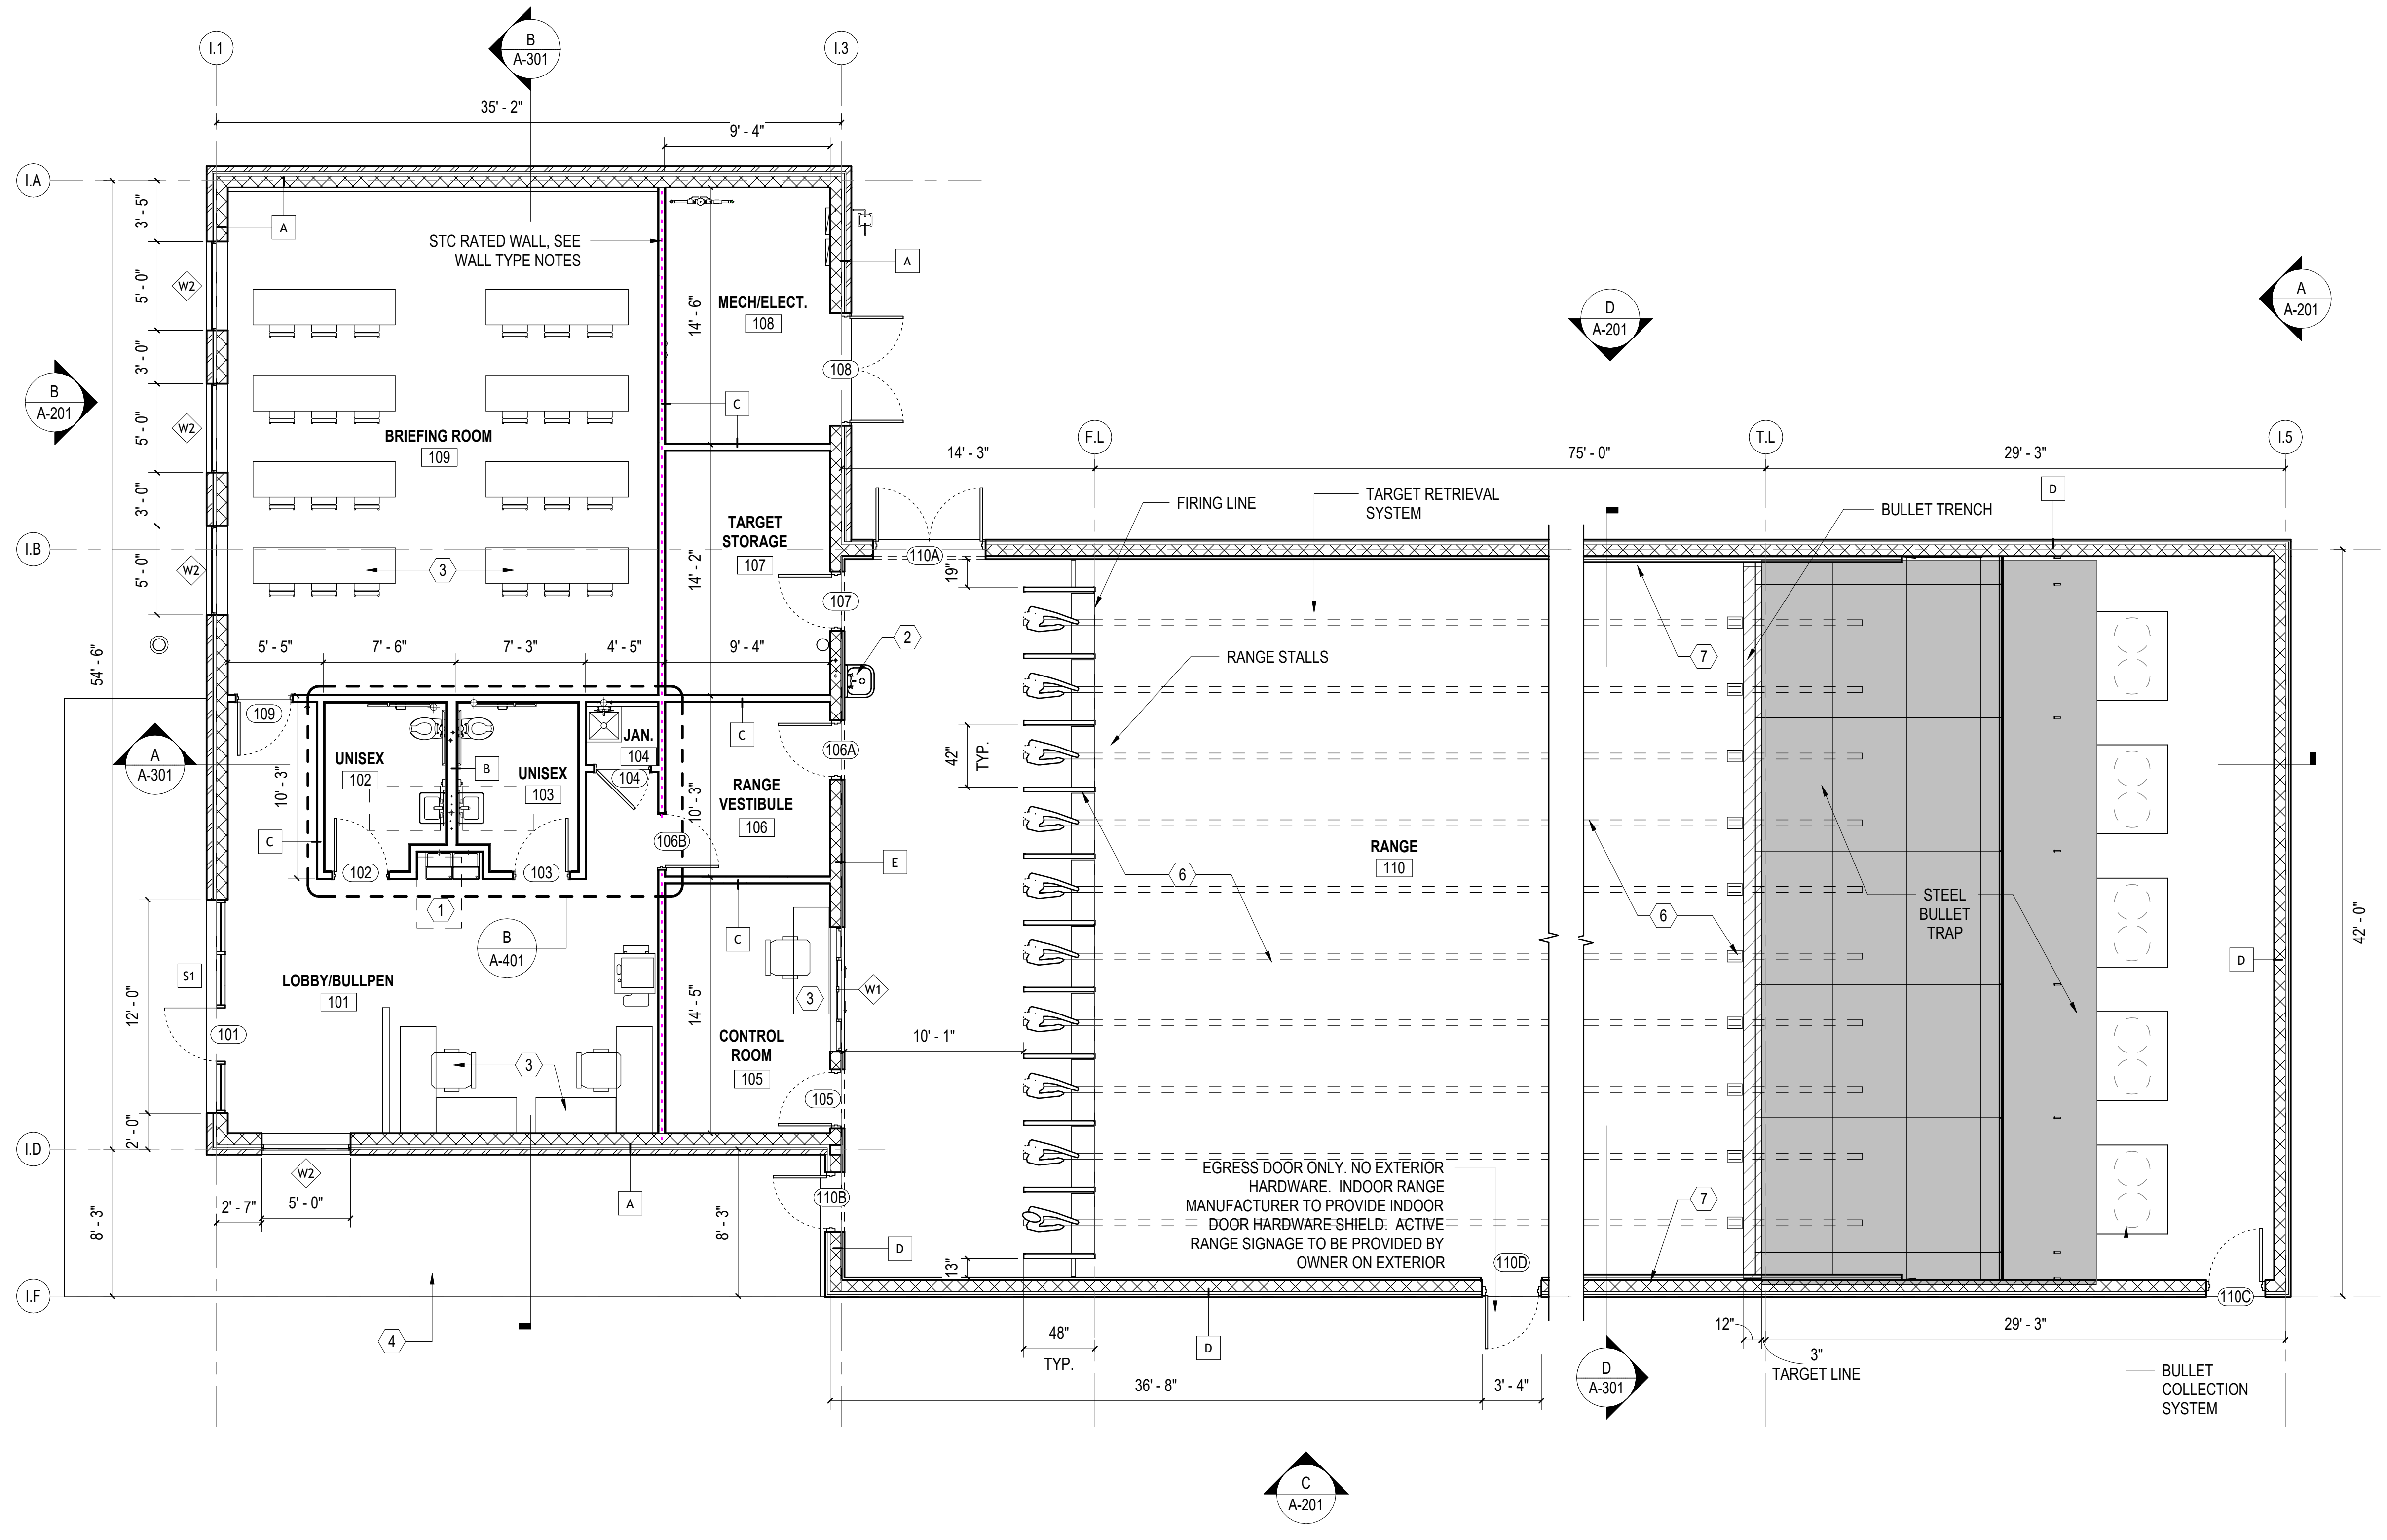 I.1
B
A-301
I.3
35' - 2"
9' - 4"
I.A
3' - 5"
A
STC RATED WALL, SEE
WALL TYPE NOTES
A
W2
5' - 0"
14' - 6"
MECH/ELECT.
108
D
A-201
A
A-201
3' - 0"
108
B
A-201
C
W2
5' - 0"
BRIEFING ROOM
109
F.L
T.L
I.5
14' - 3"
75' - 0"
29' - 3"
3' - 0"
FIRING LINE
TARGET RETRIEVAL
SYSTEM
BULLET TRENCH
D
TARGET
STORAGE
107
I.B
W2
5' - 0"
3
14' - 2"
110A
19"
107
54' - 6"
5' - 5"
7' - 6"
7' - 3"
4' - 5"
9' - 4"
2
RANGE STALLS
7
109
C
JAN.
104
104
106A
A
A-301
UNISEX
102
B
UNISEX
103
10' - 3"
10' - 3"
RANGE
VESTIBULE
106
42"
TYP.
C
106B
102
103
E
RANGE
110
6
6
STEEL
BULLET
TRAP
1
B
A-401
C
42' - 0"
S1
LOBBY/BULLPEN
101
D
12' - 0"
3
W1
14' - 5"
101
CONTROL
ROOM
105
10' - 1"
3
105
2' - 0"
I.D
W2
2' - 7"
5' - 0"
A
8' - 3"
8' - 3"
110B
D
EGRESS DOOR ONLY. NO EXTERIOR
HARDWARE. INDOOR RANGE
MANUFACTURER TO PROVIDE INDOOR
DOOR HARDWARE SHIELD. ACTIVE
RANGE SIGNAGE TO BE PROVIDED BY
OWNER ON EXTERIOR
7
13"
110D
110C
I.F
4
48"
TYP.
D
12"
3"
TARGET LINE
29' - 3"
36' - 8"
3' - 4"
D
A-301
BULLET
COLLECTION
SYSTEM
C
A-201